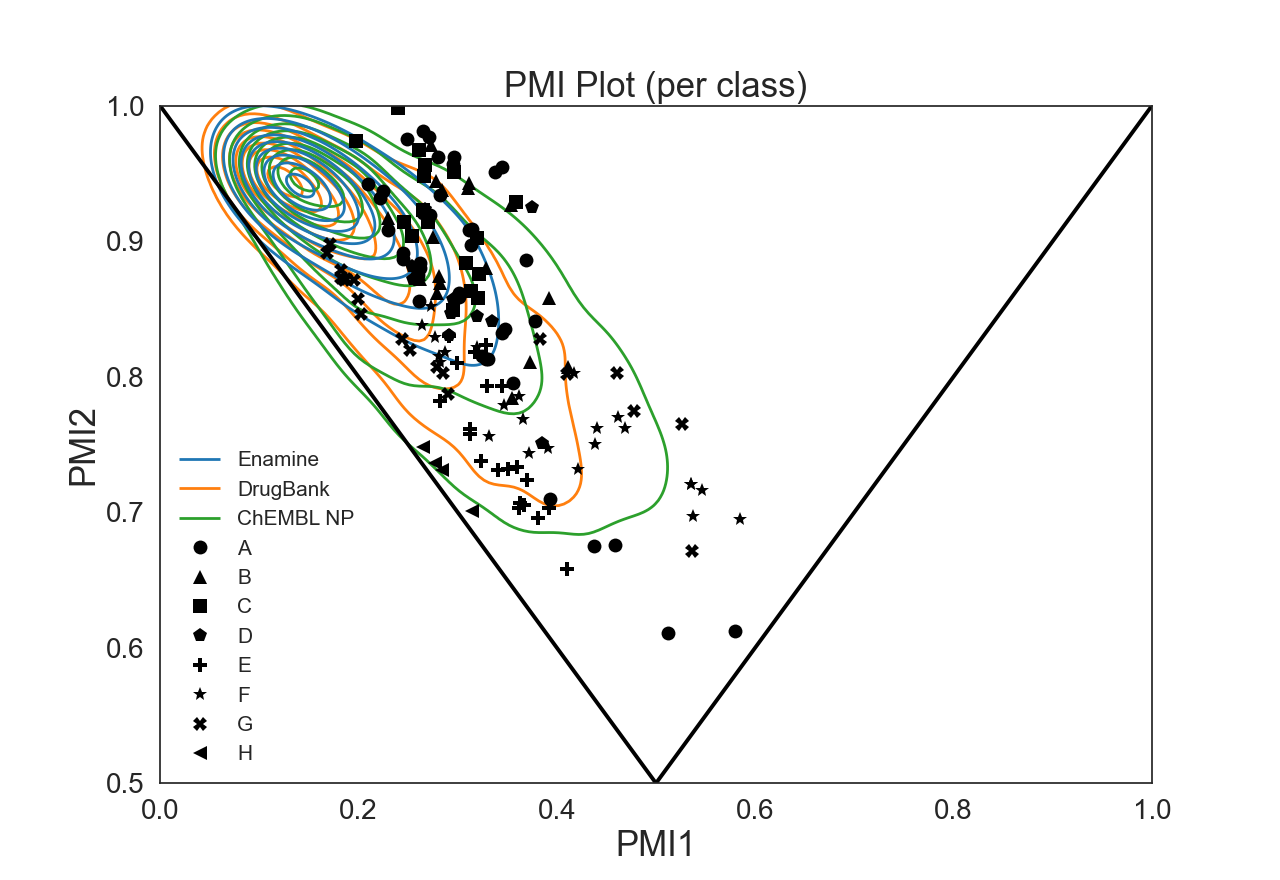 PMI Plot (per class)
1.0
0.9
0.8
0.7
0.6
0.5
PMI2
Enamine
DrugBank
ChEMBL NP
A
B
C
D
E
F
G
H
0.0 0.2 0.4 0.6 0.8 1.0
PMI1